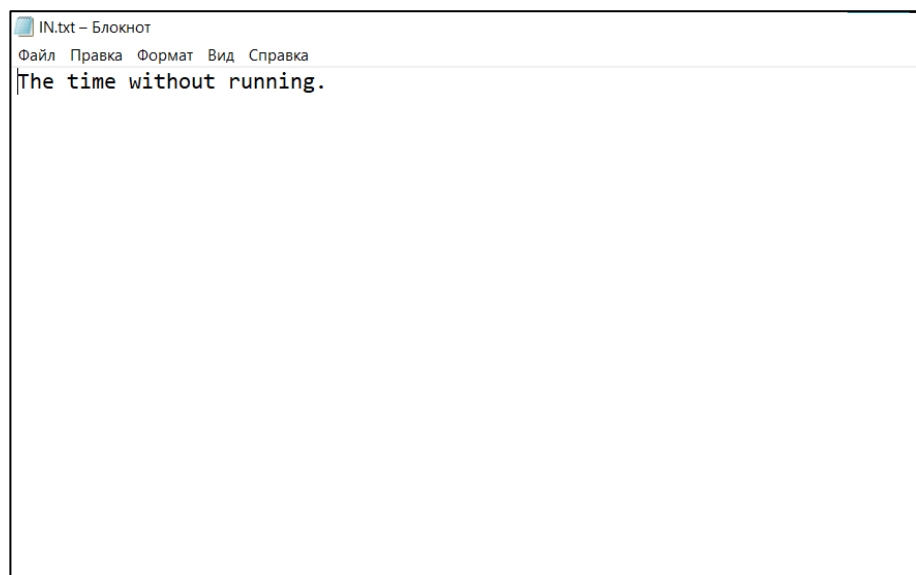 IN.txt – Блокнот
Файл Правка Формат Вид Справка
The time without running.